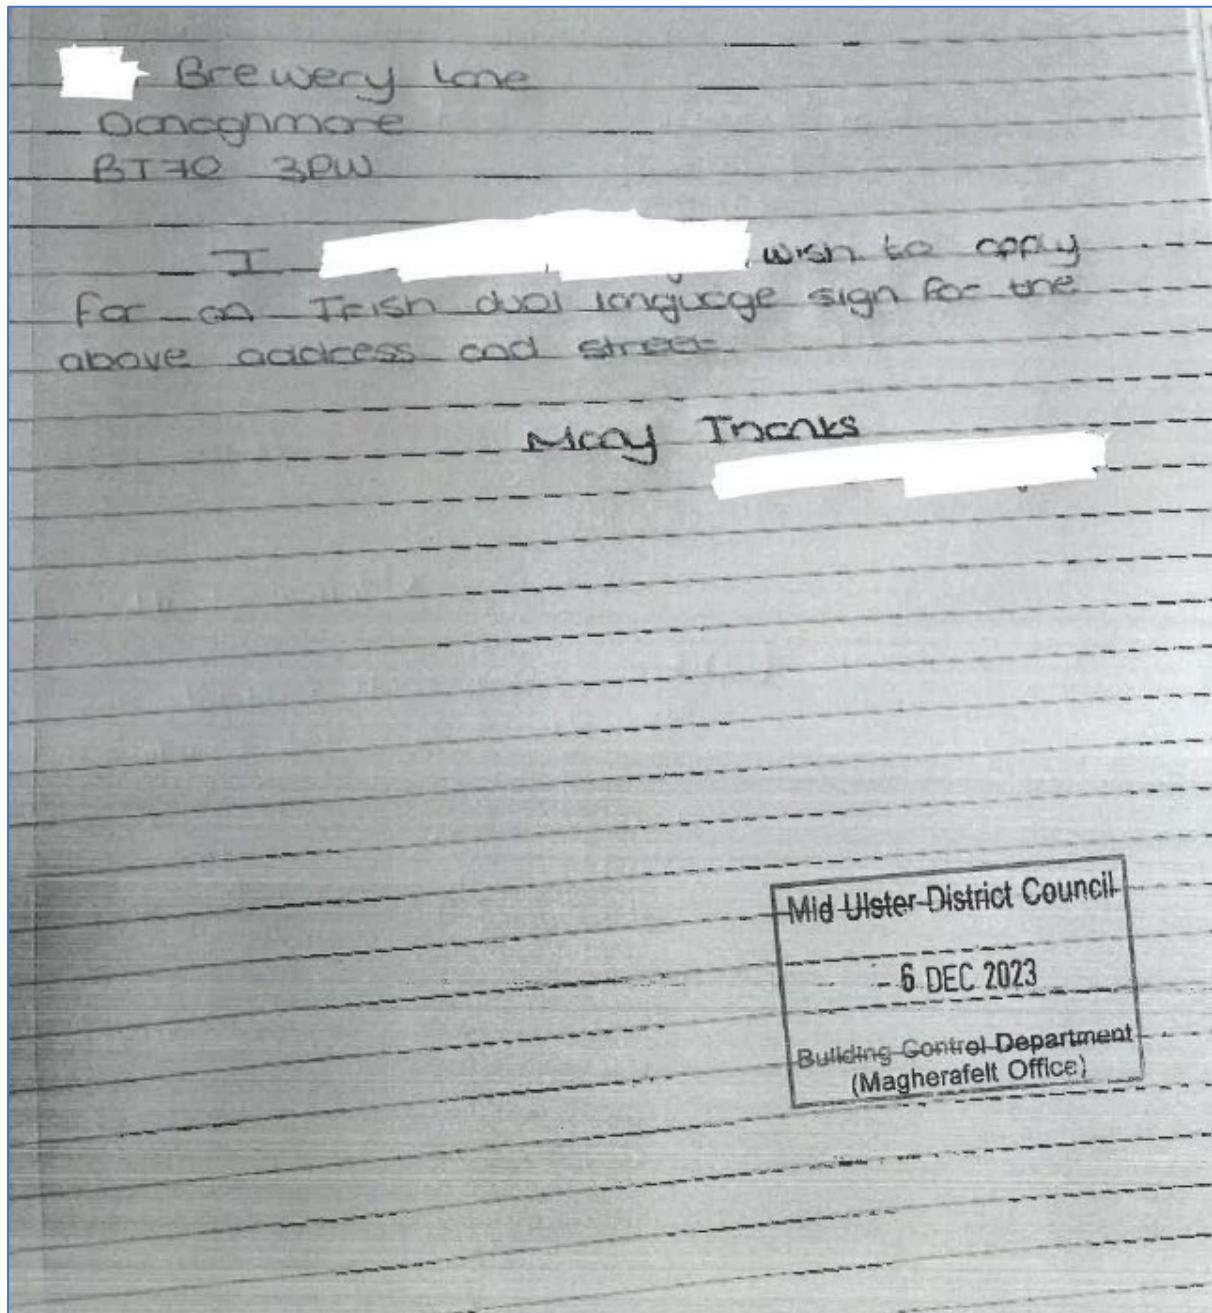 Brewery Lane
Donaghmore
BT70 3PW
I wish to apply
for an Irish dual language sign for the
above address and street.
Many Thanks
Mid Ulster District Council
- 6 DEC 2023
Building Control Department
(Magherafelt Office)